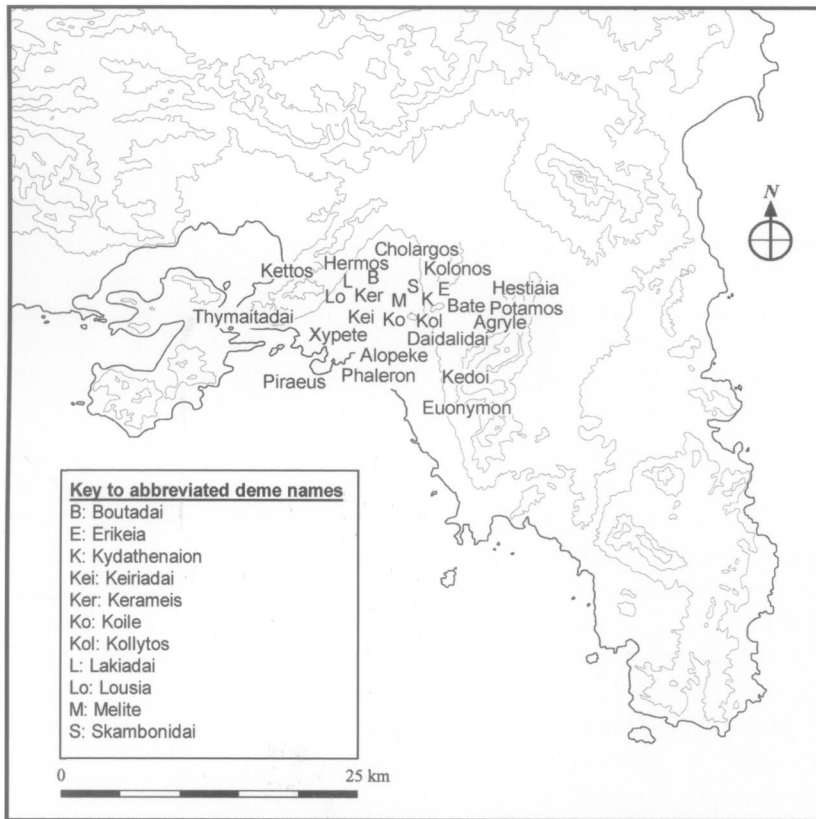 N
Cholargos
Hermos
Kolonos
Kettos
L
B
S
E
Hestiaia
Lo
Ker
M
K
Bate
Potamos
Thymaitadai
Kei
Ko
Kol
Agryle
Xypete
Daidalidai
Alopeke
Piraeus
Phaleron
Kedoi
Euonymon
Key to abbreviated deme names
B: Boutadai
E: Erikeia
K: Kydathenaion
Kei: Keiriadai
Ker: Kerameis
Ko: Koile
Kol: Kollytos
L: Lakiadai
Lo: Lousia
M: Melite
S: Skambonidai
0 25 km